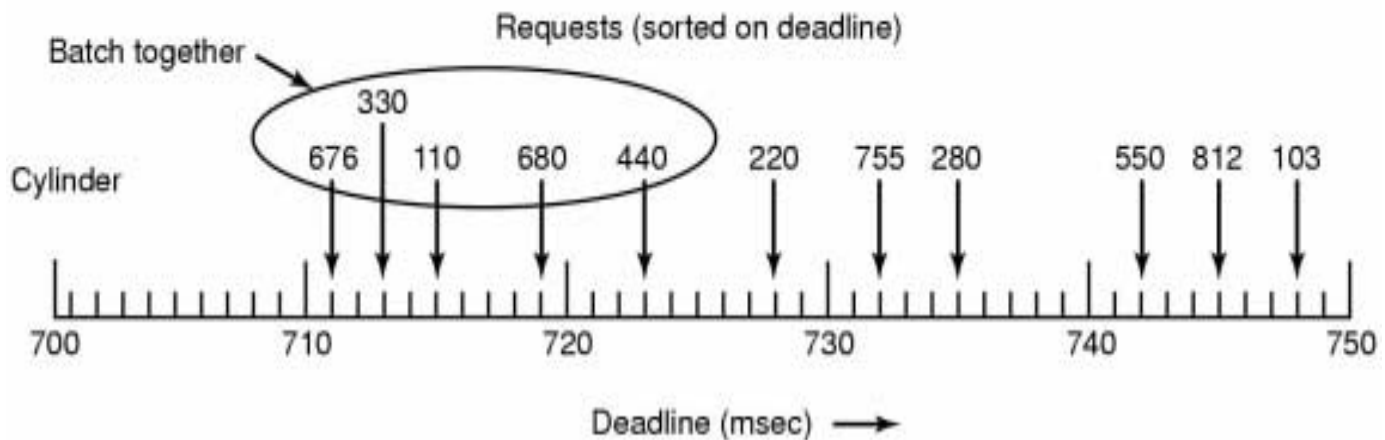 Requests (sorted on deadline)
Batch together
330
676 110 680 440 220 755 280 550 812 103
Cylinder
700 710 720 730 740 750
Deadline (msec)